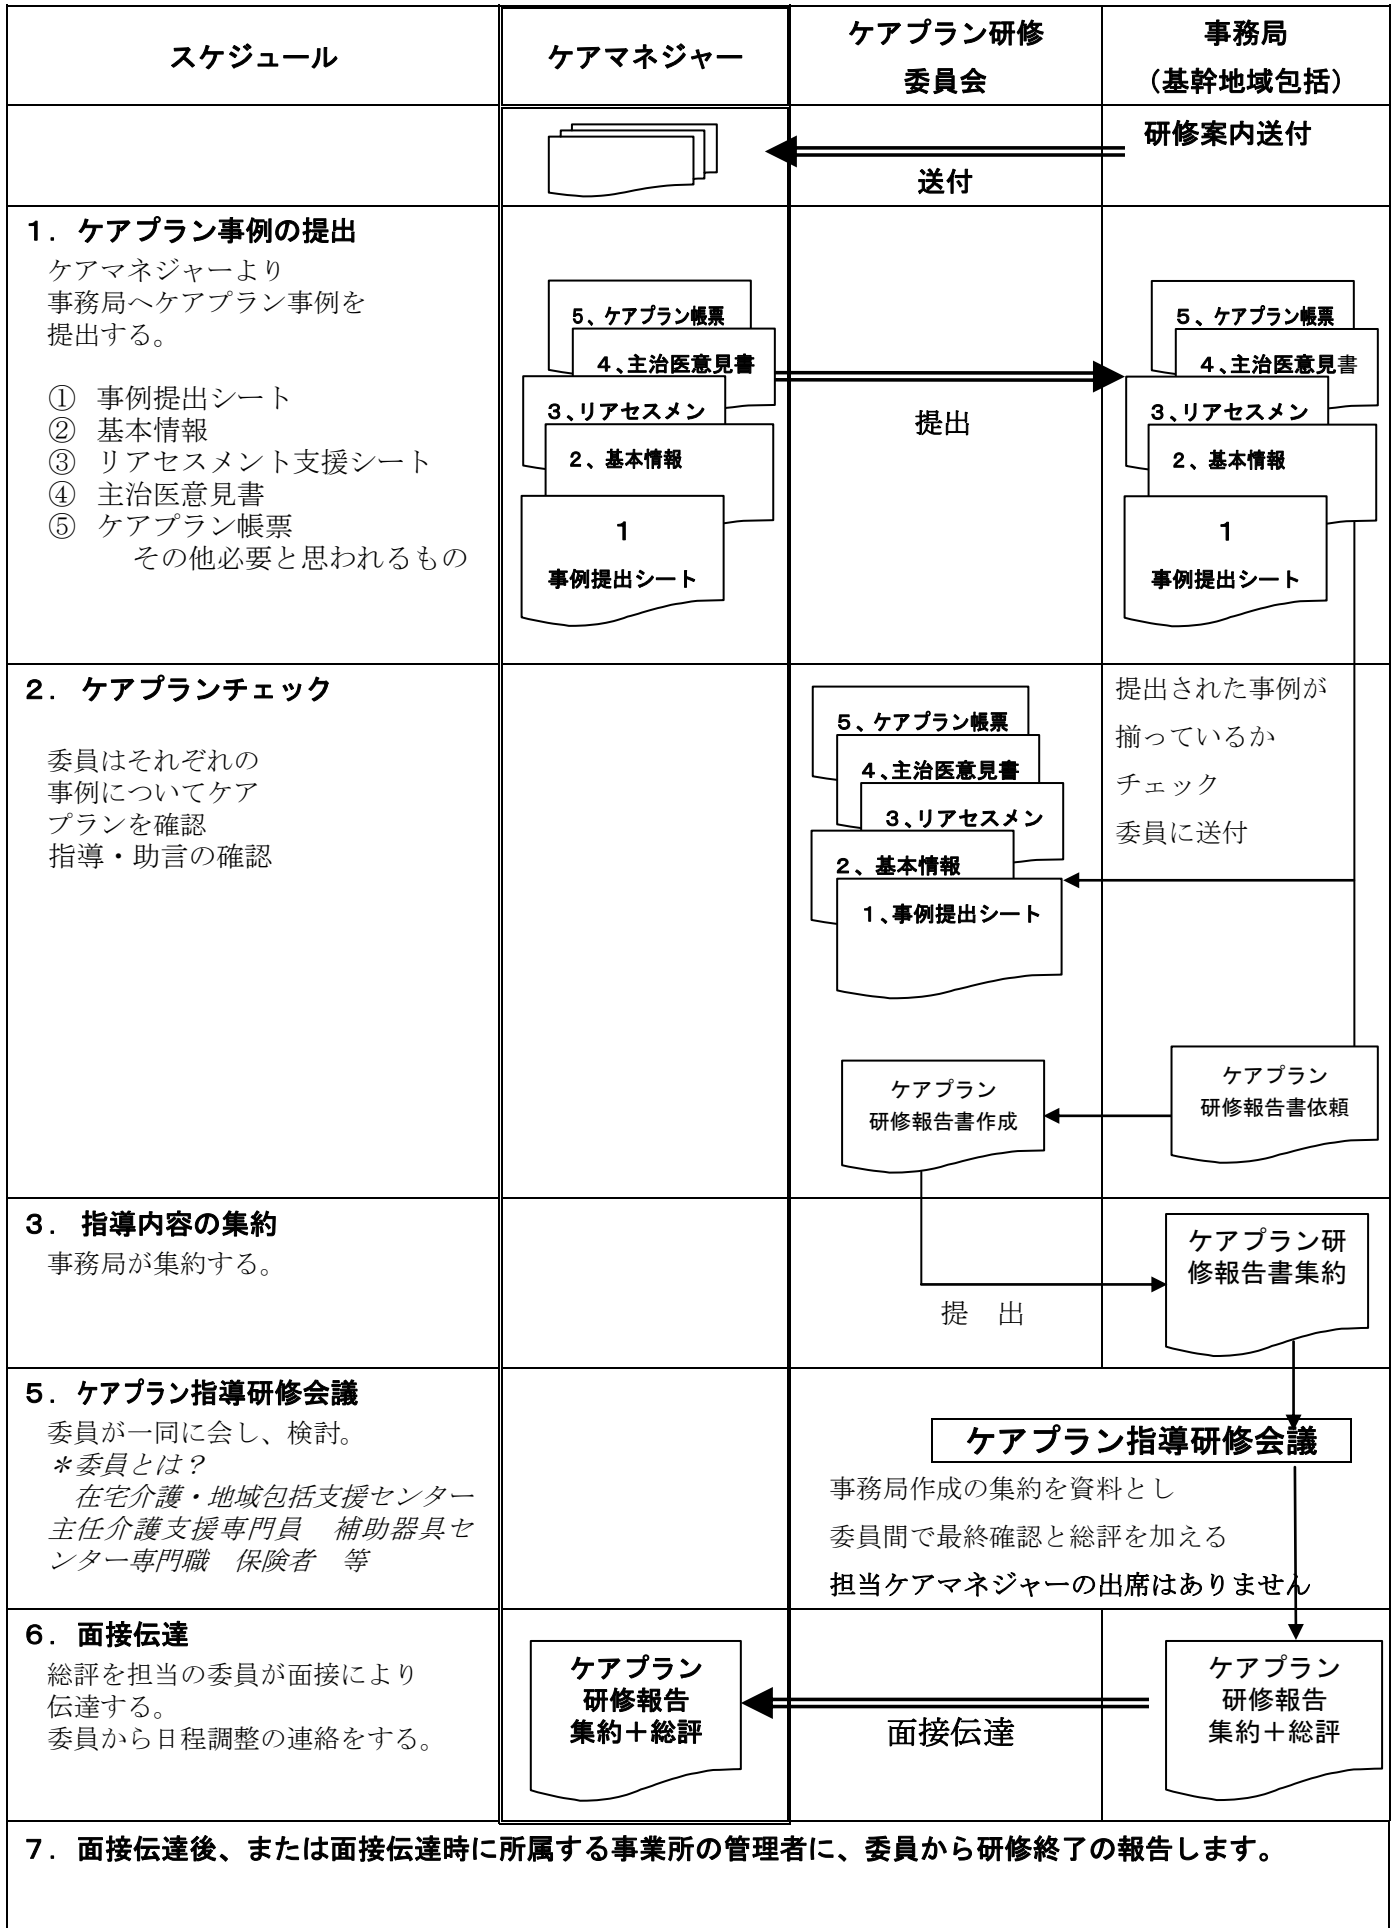 スケジュール
ケアマネジャー
ケアプラン研修
委員会
事務局
(基幹地域包括)
研修案内送付
送付
１．ケアプラン事例の提出
ケアマネジャーより
事務局へケアプラン事例を
提出する。
① 事例提出シート
② 基本情報
③ リアセスメント支援シート
④ 主治医意見書
⑤ ケアプラン帳票
その他必要と思われるもの
５、ケアプラン帳票
４、主治医意見書
３、リアセスメン
２、基本情報
１
事例提出シート
提出
５、ケアプラン帳票
４、主治医意見書
３、リアセスメン
２、基本情報
１
事例提出シート
２．ケアプランチェック
委員はそれぞれの
事例についてケア
プランを確認
指導・助言の確認
５、ケアプラン帳票
４、主治医意見書
３、リアセスメン
２、基本情報
１、事例提出シート
提出された事例が
揃っているか
チェック
委員に送付
ケアプラン
研修報告書作成
ケアプラン
研修報告書依頼
３．指導内容の集約
事務局が集約する。
提　出
ケアプラン研
修報告書集約
５．ケアプラン指導研修会議
委員が一同に会し、検討。
＊委員とは？
在宅介護・地域包括支援センター
主任介護支援専門員　補助器具セ
ンター専門職　保険者　等
ケアプラン指導研修会議
事務局作成の集約を資料とし
委員間で最終確認と総評を加える
担当ケアマネジャーの出席はありません
６．面接伝達
総評を担当の委員が面接により
伝達する。
委員から日程調整の連絡をする。
ケアプラン
研修報告
集約＋総評
面接伝達
ケアプラン
研修報告
集約＋総評
７．面接伝達後、または面接伝達時に所属する事業所の管理者に、委員から研修終了の報告します。